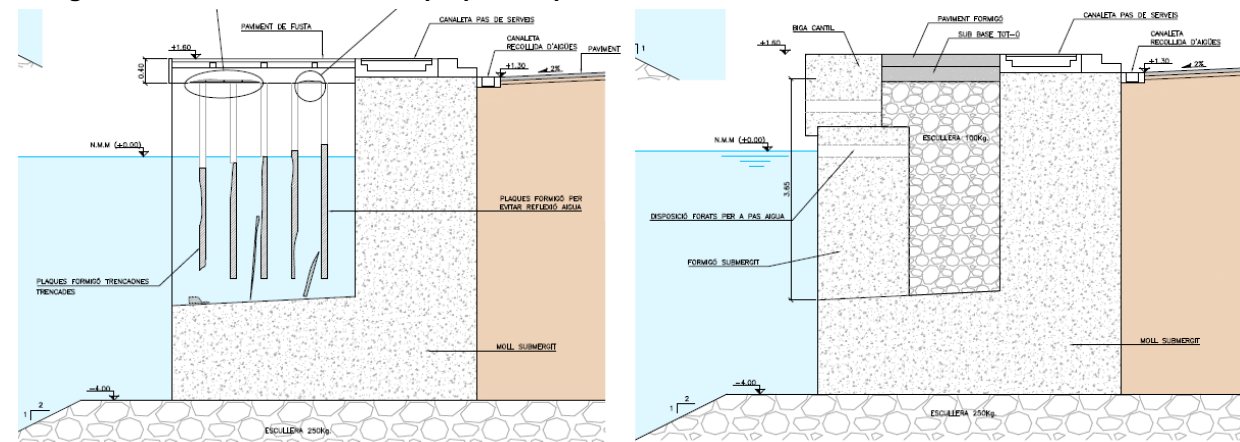 PAVIMENT DE FUSTA
CANALETA PAS DE SERVEIS
CANALETA
RECOLLIDA D'AIGÜES
PAVIMENT
+1.60
0.40
+1.30
2%
N.M.M (+0.00)
PLAQUES FORMIGÓ PER
EVITAR REFLEXIÓ AIGUA
PLAQUES FORMIGÓ TRENCAONES
TRENCADES
MOLL SUBMERGIT
-4.00
2
1
ESCULLERA 250Kg.
1
BIGA CANTIL
PAVIMENT FORMIGÓ
SUB BASE TOT-Ú
CANALETA PAS DE SERVEIS
CANALETA
RECOLLIDA D'AIGÜES
+1.60
+1.30
2%
ESCULLERA 100Kg.
N.M.M (+0.00)
3.65
DISPOSICIÓ FORATS PER A PAS AIGUA
FORMIGÓ SUBMERGIT
MOLL SUBMERGIT
-4.00
2
1
ESCULLERA 250Kg.